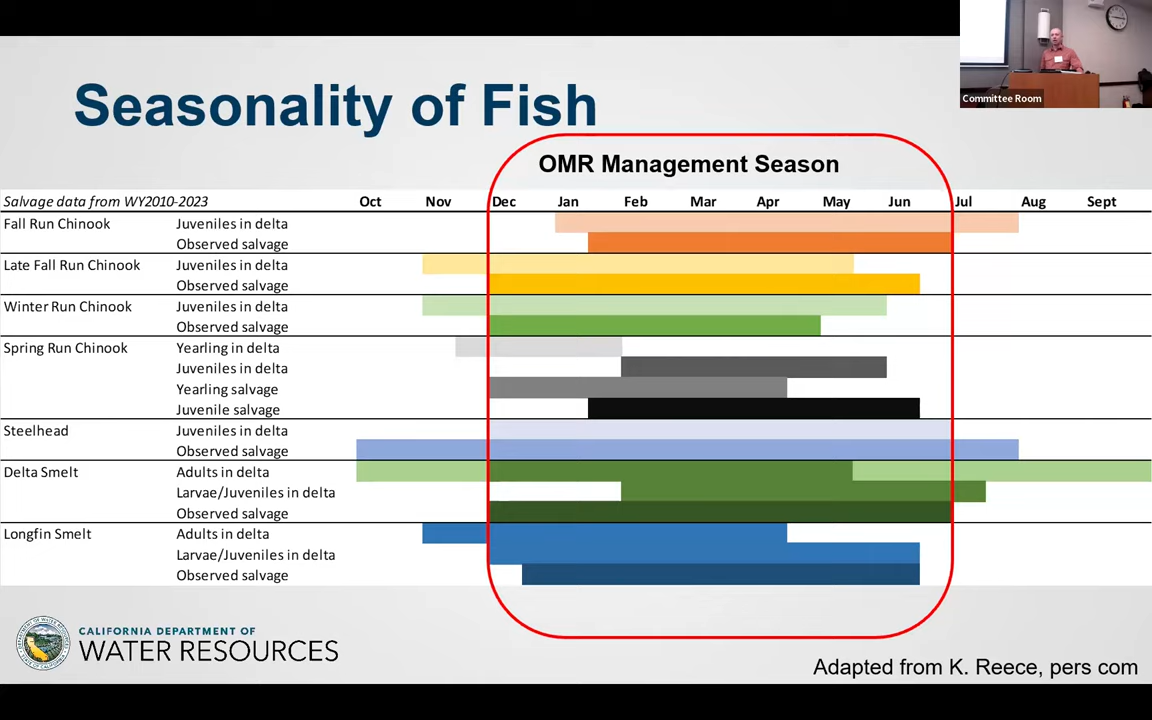 Committee Room
Seasonality of Fish
OMR Management Season
Salvage data from WY2010-2023 Oct Nov Dec Jan Feb Mar Apr May Jun Jul Aug Sept
Fall Run Chinook Juveniles in delta
Observed salvage
Late Fall Run Chinook Juveniles in delta
Observed salvage
Winter Run Chinook Juveniles in delta
Observed salvage
Spring Run Chinook Yearling in delta
Juveniles in delta
Yearling salvage
Juvenile salvage
Steelhead Juveniles in delta
Observed salvage
Delta Smelt Adults in delta
Larvae/Juveniles in delta
Observed salvage
Longfin Smelt Adults in delta
Larvae/Juveniles in delta
Observed salvage
CALIFORNIA DEPARTMENT OF
WATER RESOURCES
Adapted from K. Reece, pers com